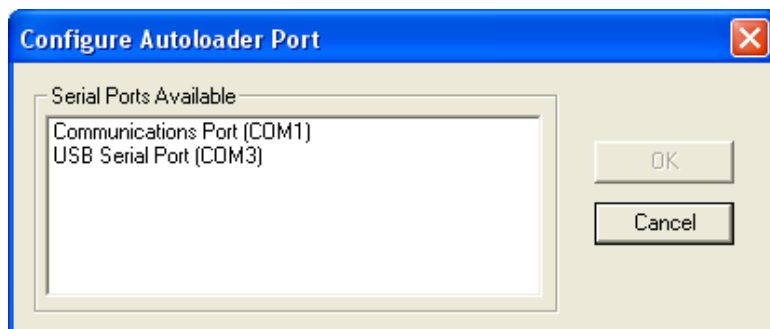 Configure Autoloader Port
Serial Ports Available
Communications Port (COM1)
USB Serial Port (COM3)
OK
Cancel